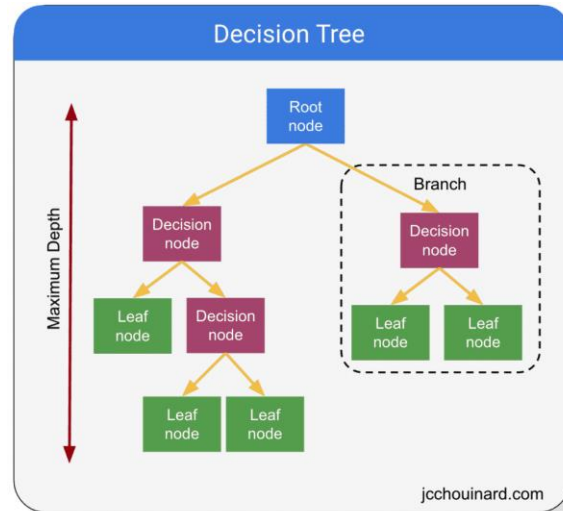 Decision Tree
Root
node
Branch
Maximum Depth
Decision
node
Decision
node
Leaf
node
Decision
node
Leaf
node
Leaf
node
Leaf
node
Leaf
node
jcchouinard.com